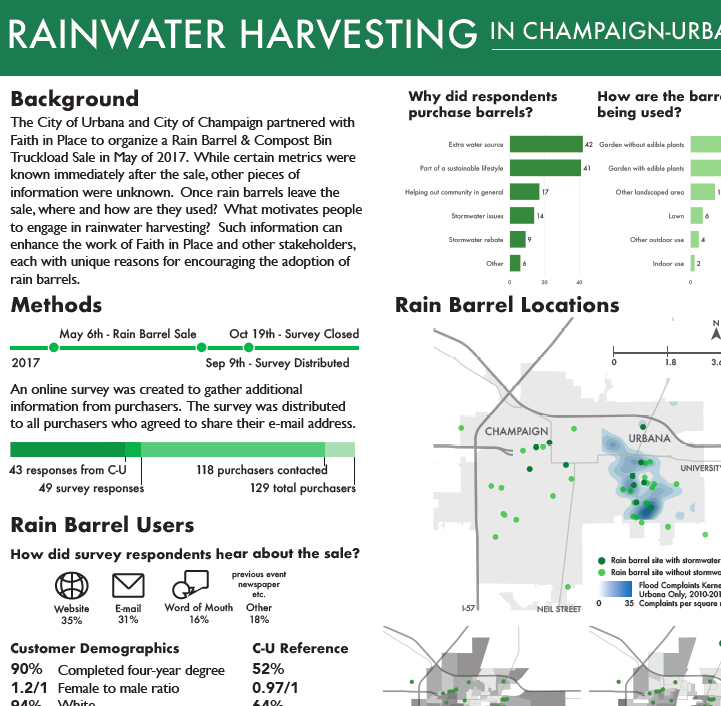 RAINWATER HARVESTING IN CHAMPAIGN-URBA
Background
The City of Urbana and City of Champaign partnered with
Faith in Place to organize a Rain Barrel & Compost Bin
Truckload Sale in May of 2017. While certain metrics were
known immediately after the sale, other pieces of
information were unknown. Once rain barrels leave the
sale, where and how are they used? What motivates people
to engage in rainwater harvesting? Such information can
enhance the work of Faith in Place and other stakeholders,
each with unique reasons for encouraging the adoption of
rain barrels.
Methods
May 6th - Rain Barrel Sale
Oct 19th - Survey Closed
2017
Sep 9th - Survey Distributed
An online survey was created to gather additional
information from purchasers. The survey was distributed
to all purchasers who agreed to share their e-mail address.
43 responses from C-U
118 purchasers contacted
49 survey responses
129 total purchasers
Rain Barrel Users
How did survey respondents hear about the sale?
previous event
newspaper
etc.
Website
35%
E-mail
31%
Word of Mouth
16%
Other
18%
Customer Demographics
C-U Reference
90% Completed four-year degree 52%
1.2/1 Female to male ratio 0.97/1
94% White 64%
Why did respondents
purchase barrels?
Extra water source 42
Part of a sustainable lifestyle 41
Helping out community in general 17
Stormwater issues 14
Stormwater rebate 9
Other 6
0 20 40
How are the barr
being used?
Garden without edible plants
Garden with edible plants
Other landscaped area 1
Lawn 6
Other outdoor use 4
Indoor use 2
0
Rain Barrel Locations
N
0 1.8 3.6
CHAMPAIGN
URBANA
UNIVERSITY
I-57
NEIL STREET
Rain barrel site with stormwater
Rain barrel site without stormwa
Flood Complaints Kerne
Urbana Only, 2010-201
0 35 Complaints per square